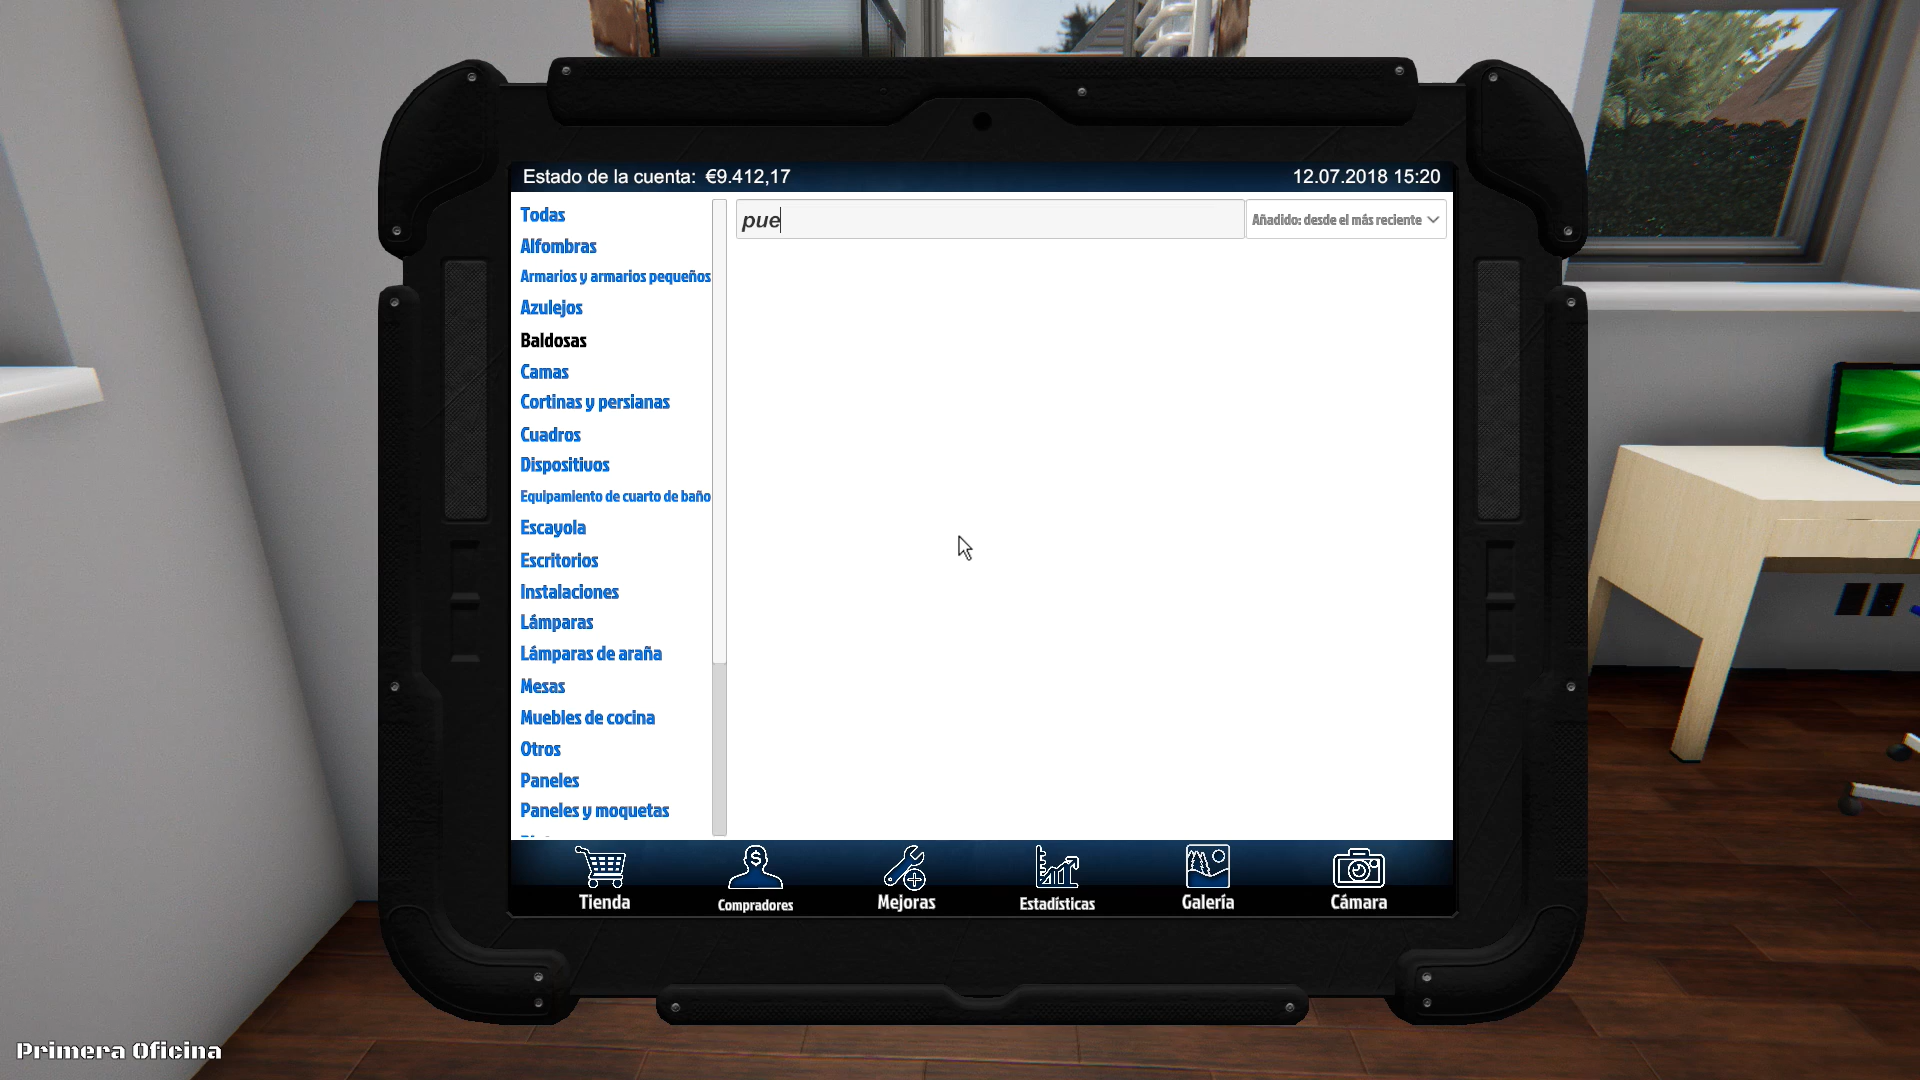 Estado de la cuenta: €9.412,17
12.07.2018 15:20
Todas
Alfombras
Armarios y armarios pequeños
Azulejos
Baldosas
Camas
Cortinas y persianas
Cuadros
Dispositivos
Equipamiento de cuarto de baño
Escayola
Escritorios
Instalaciones
Lámparas
Lámparas de araña
Mesas
Muebles de cocina
Otros
Paneles
Paneles y moquetas
pue
Añadido: desde el más reciente
Tienda
Compradores
Mejoras
Estadísticas
Galería
Cámara
Primera Oficina